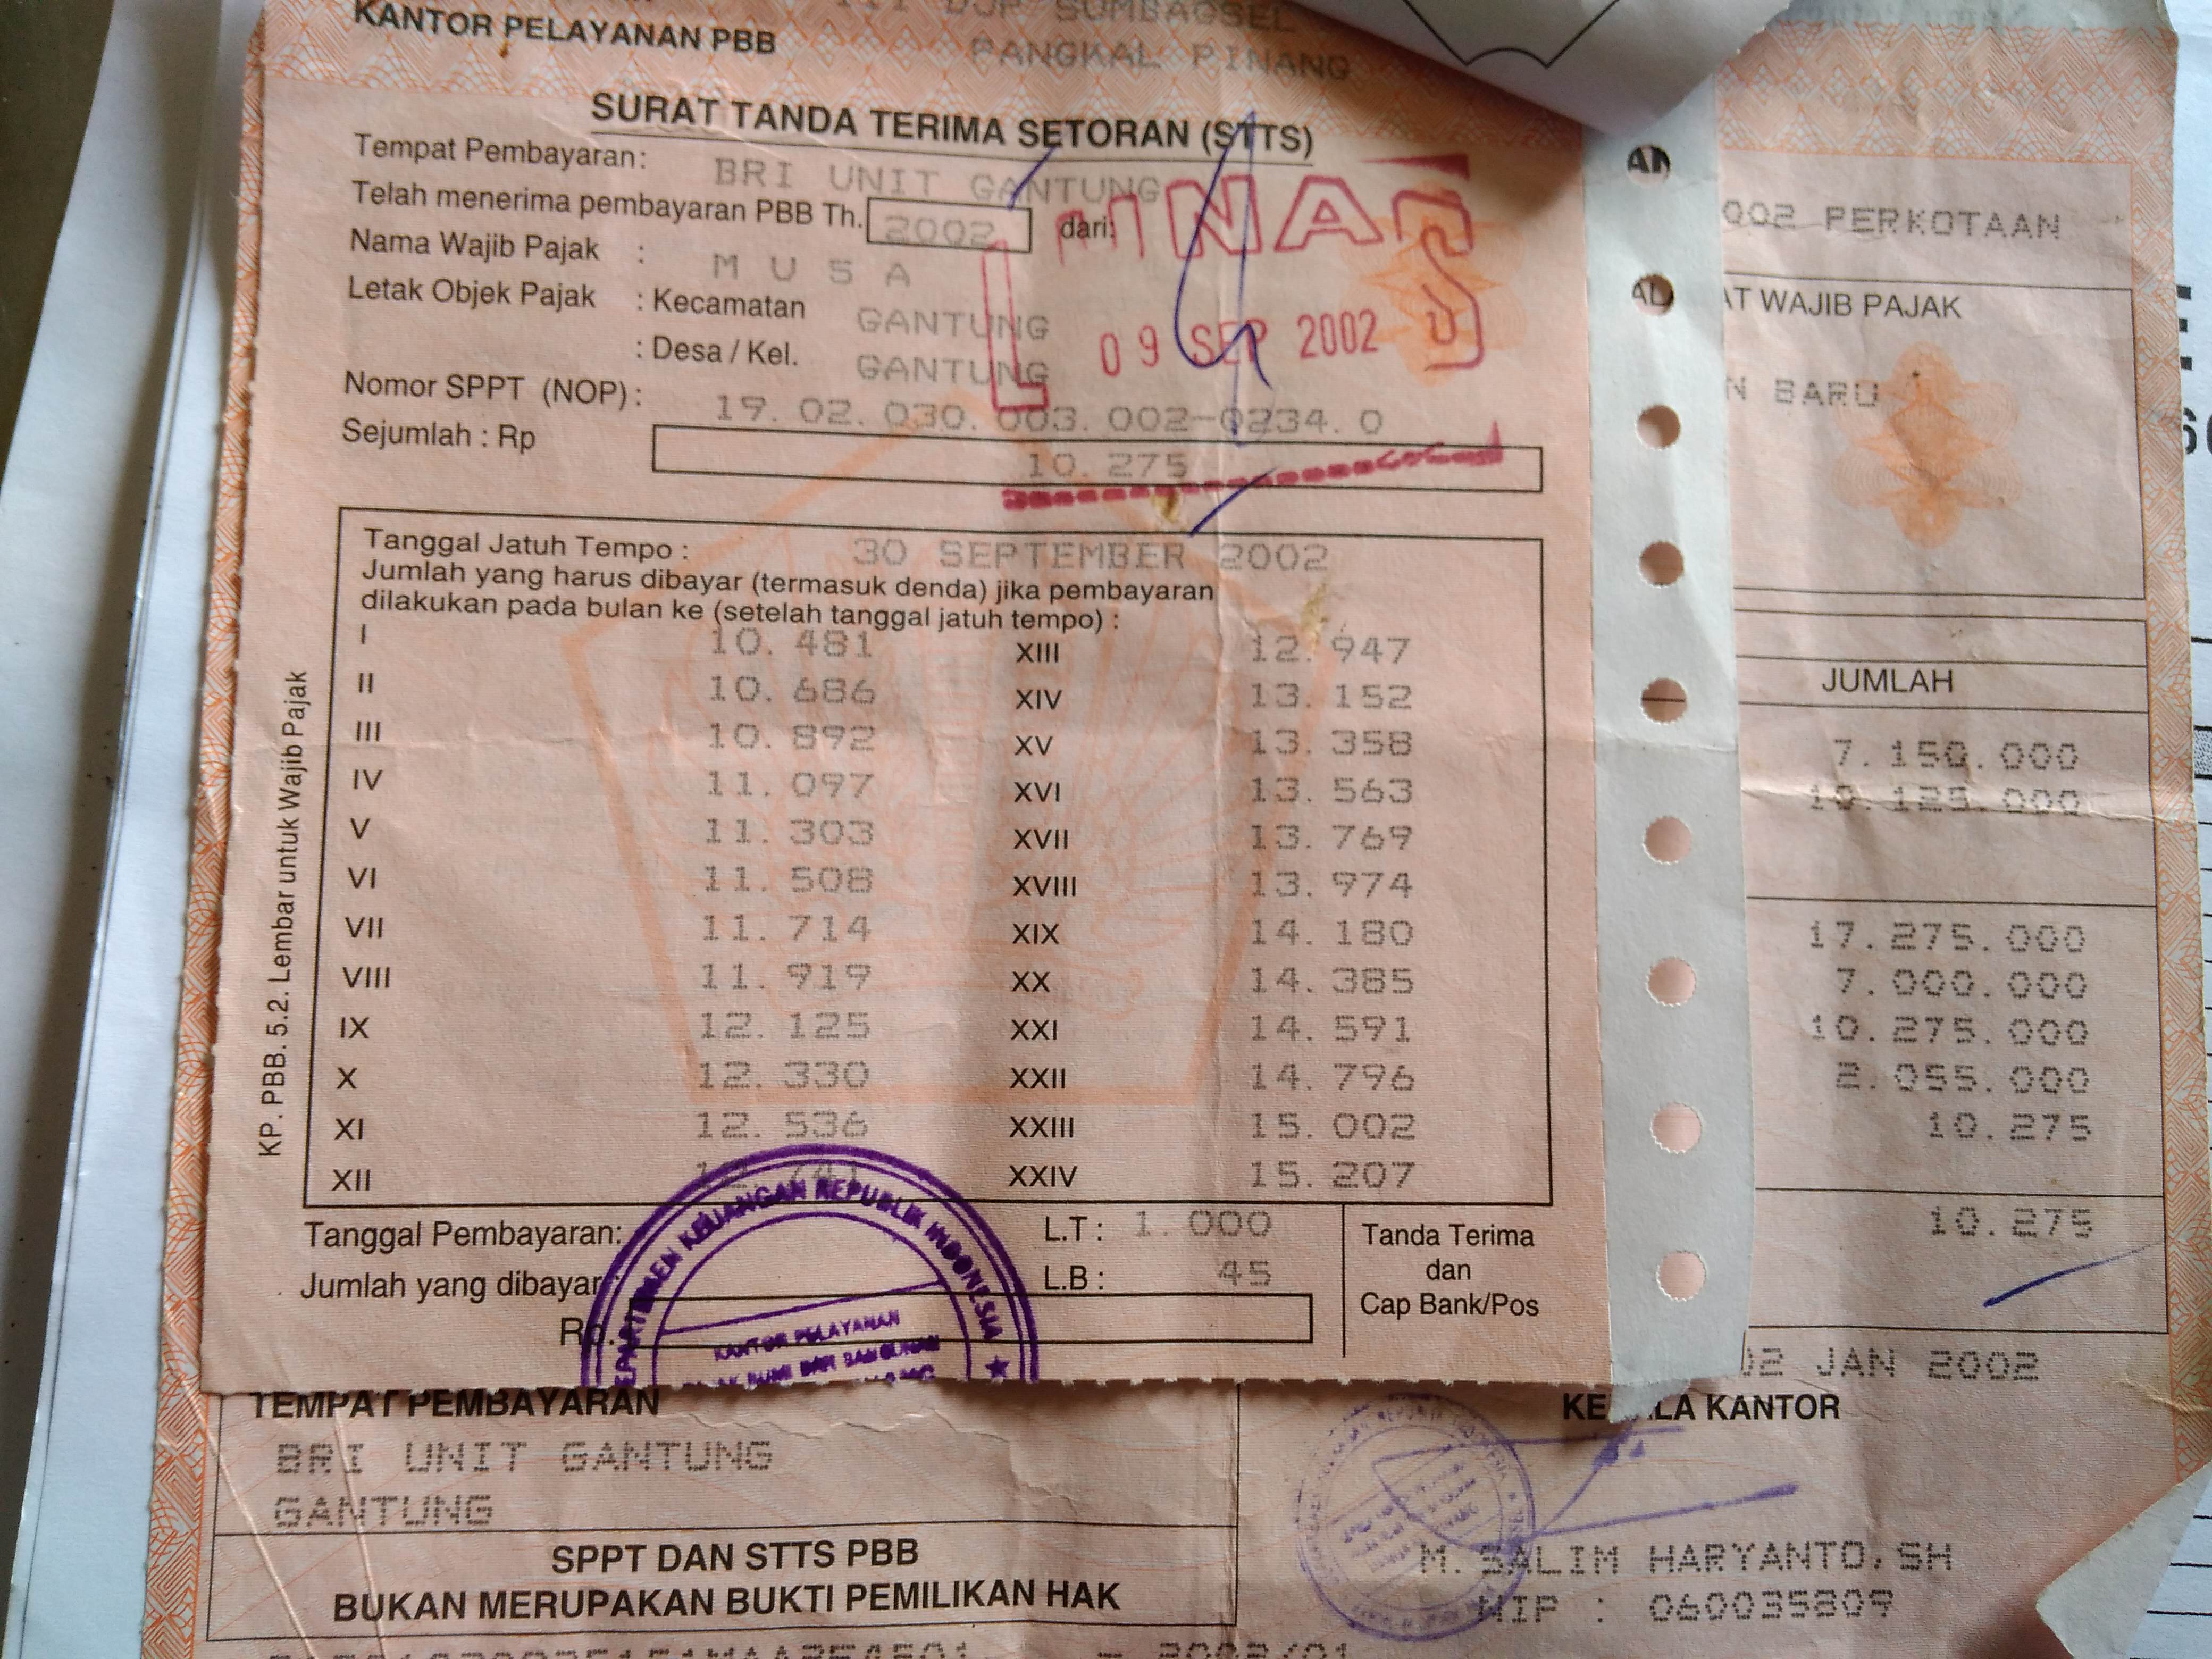 III DJP SUMBAGSEL
KANTOR PELAYANAN PBB
PANGKAL PINANG
SURAT TANDA TERIMA SETORAN (STTS)
Tempat Pembayaran: BRI UNIT GANTUNG
Telah menerima pembayaran PBB Th. 2002 dari:
Nama Wajib Pajak : M U S A
Letak Objek Pajak : Kecamatan GANTUNG
: Desa / Kel. GANTUNG
Nomor SPPT (NOP) : 19. 02. 030. 003. 002-0234. 0
Sejumlah : Rp 10. 275
LUNAS
09 SEP 2002
Tanggal Jatuh Tempo : 30 SEPTEMBER 2002
Jumlah yang harus dibayar (termasuk denda) jika pembayaran
dilakukan pada bulan ke (setelah tanggal jatuh tempo) :
I 10. 481 XIII 12. 947
II 10. 686 XIV 13. 152
III 10. 892 XV 13. 358
IV 11. 097 XVI 13. 563
V 11. 303 XVII 13. 769
VI 11. 508 XVIII 13. 974
VII 11. 714 XIX 14. 180
VIII 11. 919 XX 14. 385
IX 12. 125 XXI 14. 591
X 12. 330 XXII 14. 796
XI 12. 536 XXIII 15. 002
XII XXIV 15. 207
Tanggal Pembayaran: L.T : 1. 000
Jumlah yang dibayar : L.B : 45
Rp.
Tanda Terima
dan
Cap Bank/Pos
KP. PBB. 5.2. Lembar untuk Wajib Pajak
DEPARTEMEN KEUANGAN REPUBLIK INDONESIA
KANTOR PELAYANAN
PAJAK BUMI DAN BANGUNAN
002 PERKOTAAN
AT WAJIB PAJAK
N BARU
JUMLAH
7. 150. 000
10. 125. 000
17. 275. 000
7. 000. 000
10. 275. 000
2. 055. 000
10. 275
10. 275
02 JAN 2002
KEPALA KANTOR
M. SALIM HARYANTO, SH
NIP : 060035809
TEMPAT PEMBAYARAN
BRI UNIT GANTUNG
GANTUNG
SPPT DAN STTS PBB
BUKAN MERUPAKAN BUKTI PEMILIKAN HAK